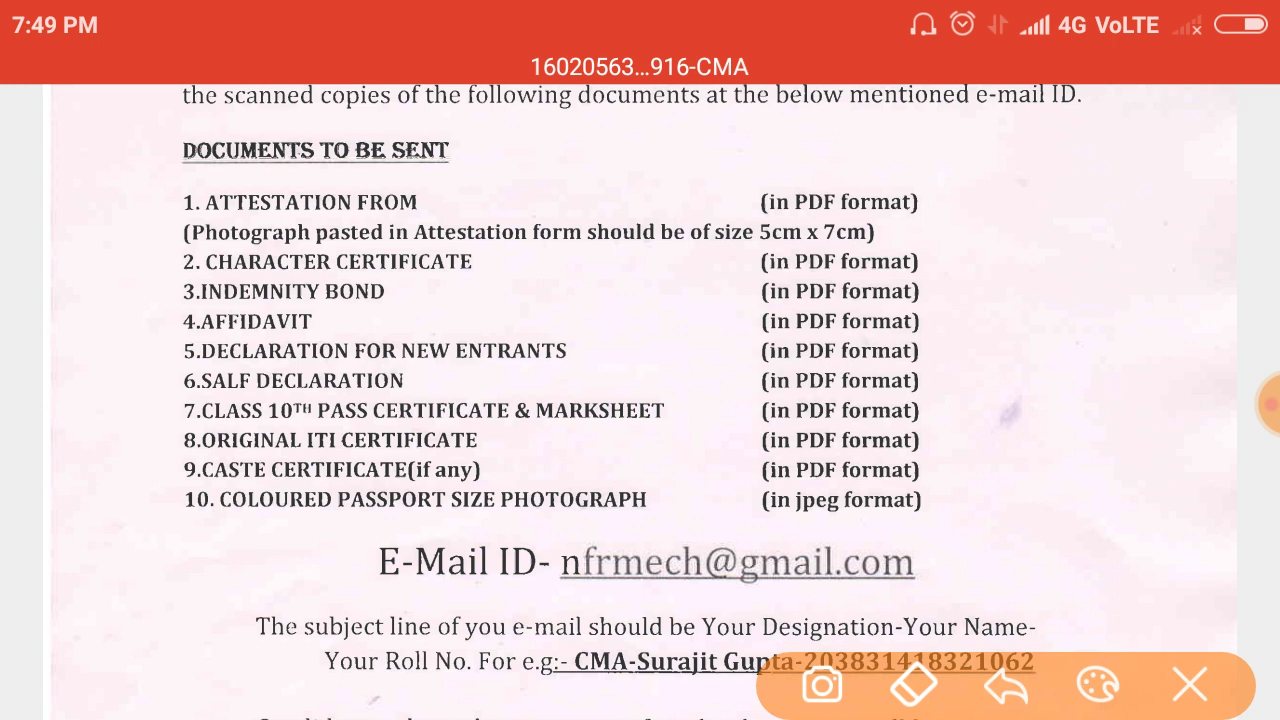 7:49 PM
4G VoLTE
16020563...916-CMA
the scanned copies of the following documents at the below mentioned e-mail ID.
DOCUMENTS TO BE SENT
1. ATTESTATION FROM (in PDF format)
(Photograph pasted in Attestation form should be of size 5cm x 7cm)
2. CHARACTER CERTIFICATE (in PDF format)
3.INDEMNITY BOND (in PDF format)
4.AFFIDAVIT (in PDF format)
5.DECLARATION FOR NEW ENTRANTS (in PDF format)
6.SALF DECLARATION (in PDF format)
7.CLASS 10TH PASS CERTIFICATE & MARKSHEET (in PDF format)
8.ORIGINAL ITI CERTIFICATE (in PDF format)
9.CASTE CERTIFICATE(if any) (in PDF format)
10. COLOURED PASSPORT SIZE PHOTOGRAPH (in jpeg format)
E-Mail ID- nfrmech@gmail.com
The subject line of you e-mail should be Your Designation-Your Name-
Your Roll No. For e.g:- CMA-Surajit Gupta-203831418321062